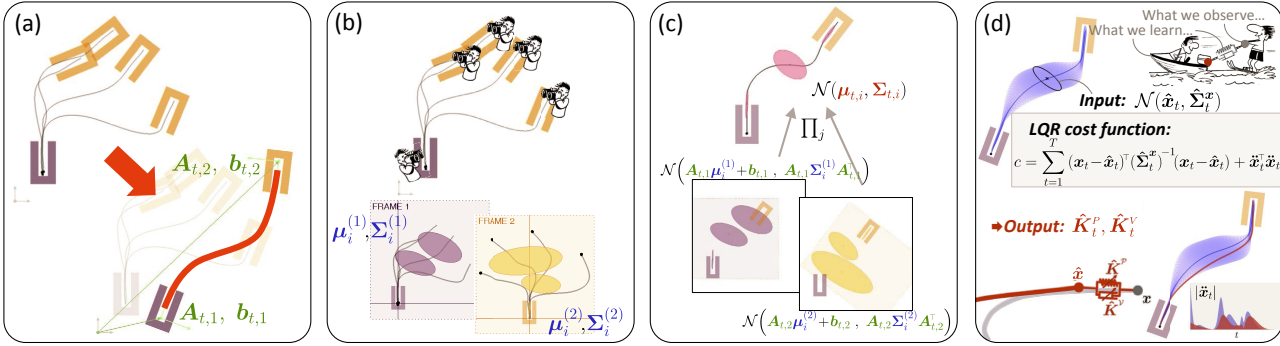 (a)
A_{t,2}, b_{t,2}
A_{t,1}, b_{t,1}
(b)
FRAME 1
μ_i^{(1)}, Σ_i^{(1)}
FRAME 2
μ_i^{(2)}, Σ_i^{(2)}
(c)
𝒩(μ_{t,i}, Σ_{t,i})
∏_j
𝒩(A_{t,1}μ_i^{(1)}+b_{t,1} , A_{t,1}Σ_i^{(1)}A_{t,1}^⊤)
𝒩(A_{t,2}μ_i^{(2)}+b_{t,2} , A_{t,2}Σ_i^{(2)}A_{t,2}^⊤)
(d)
What we observe...
What we learn...
Input: 𝒩(x̂_t, Σ̂_t^x)
LQR cost function:
c = ∑_{t=1}^{T} (x_t−x̂_t)^⊤ (Σ̂_t^x)^{−1} (x_t−x̂_t) + ẍ_t^⊤ẍ_t
➡Output: K̂_t^P, K̂_t^V
x̂
K̂^P
K̂^V
x
|ẍ_t|
t